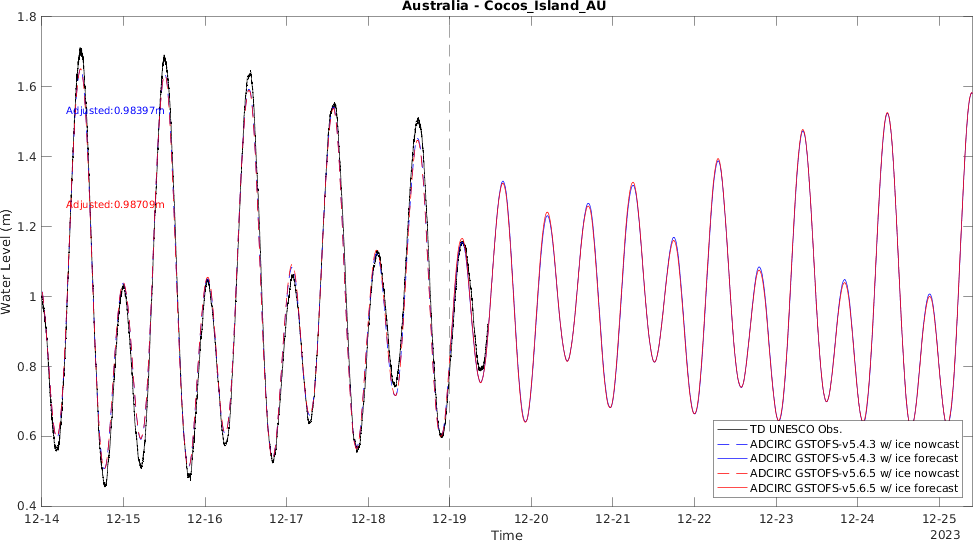 Australia - Cocos_Island_AU
1.8
1.6
1.4
1.2
1
0.8
0.6
0.4
Water Level (m)
Adjusted:0.98397m
Adjusted:0.98709m
TD UNESCO Obs.
ADCIRC GSTOFS-v5.4.3 w/ ice nowcast
ADCIRC GSTOFS-v5.4.3 w/ ice forecast
ADCIRC GSTOFS-v5.6.5 w/ ice nowcast
ADCIRC GSTOFS-v5.6.5 w/ ice forecast
12-14 12-15 12-16 12-17 12-18 12-19 12-20 12-21 12-22 12-23 12-24 12-25
Time
2023